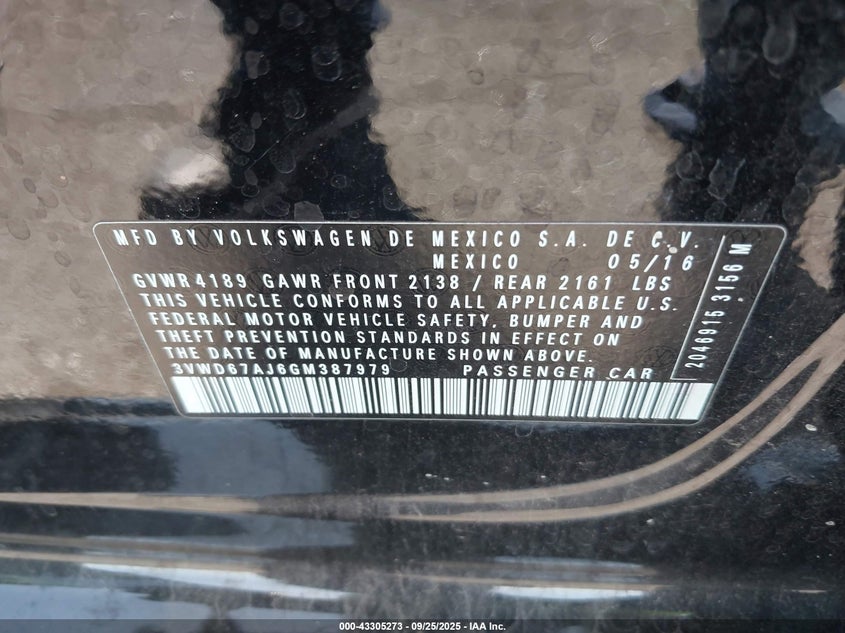 MFD BY VOLKSWAGEN DE MEXICO S.A. DE C.V.
MEXICO 05/16
GVWR 4189 GAWR FRONT 2138 / REAR 2161 LBS
THIS VEHICLE CONFORMS TO ALL APPLICABLE U.S.
FEDERAL MOTOR VEHICLE SAFETY, BUMPER AND
THEFT PREVENTION STANDARDS IN EFFECT ON
THE DATE OF MANUFACTURE SHOWN ABOVE.
3VWD67AJ6GM387979 PASSENGER CAR
2046915 3156 M
000-43305273 - 09/25/2025 - IAA Inc.